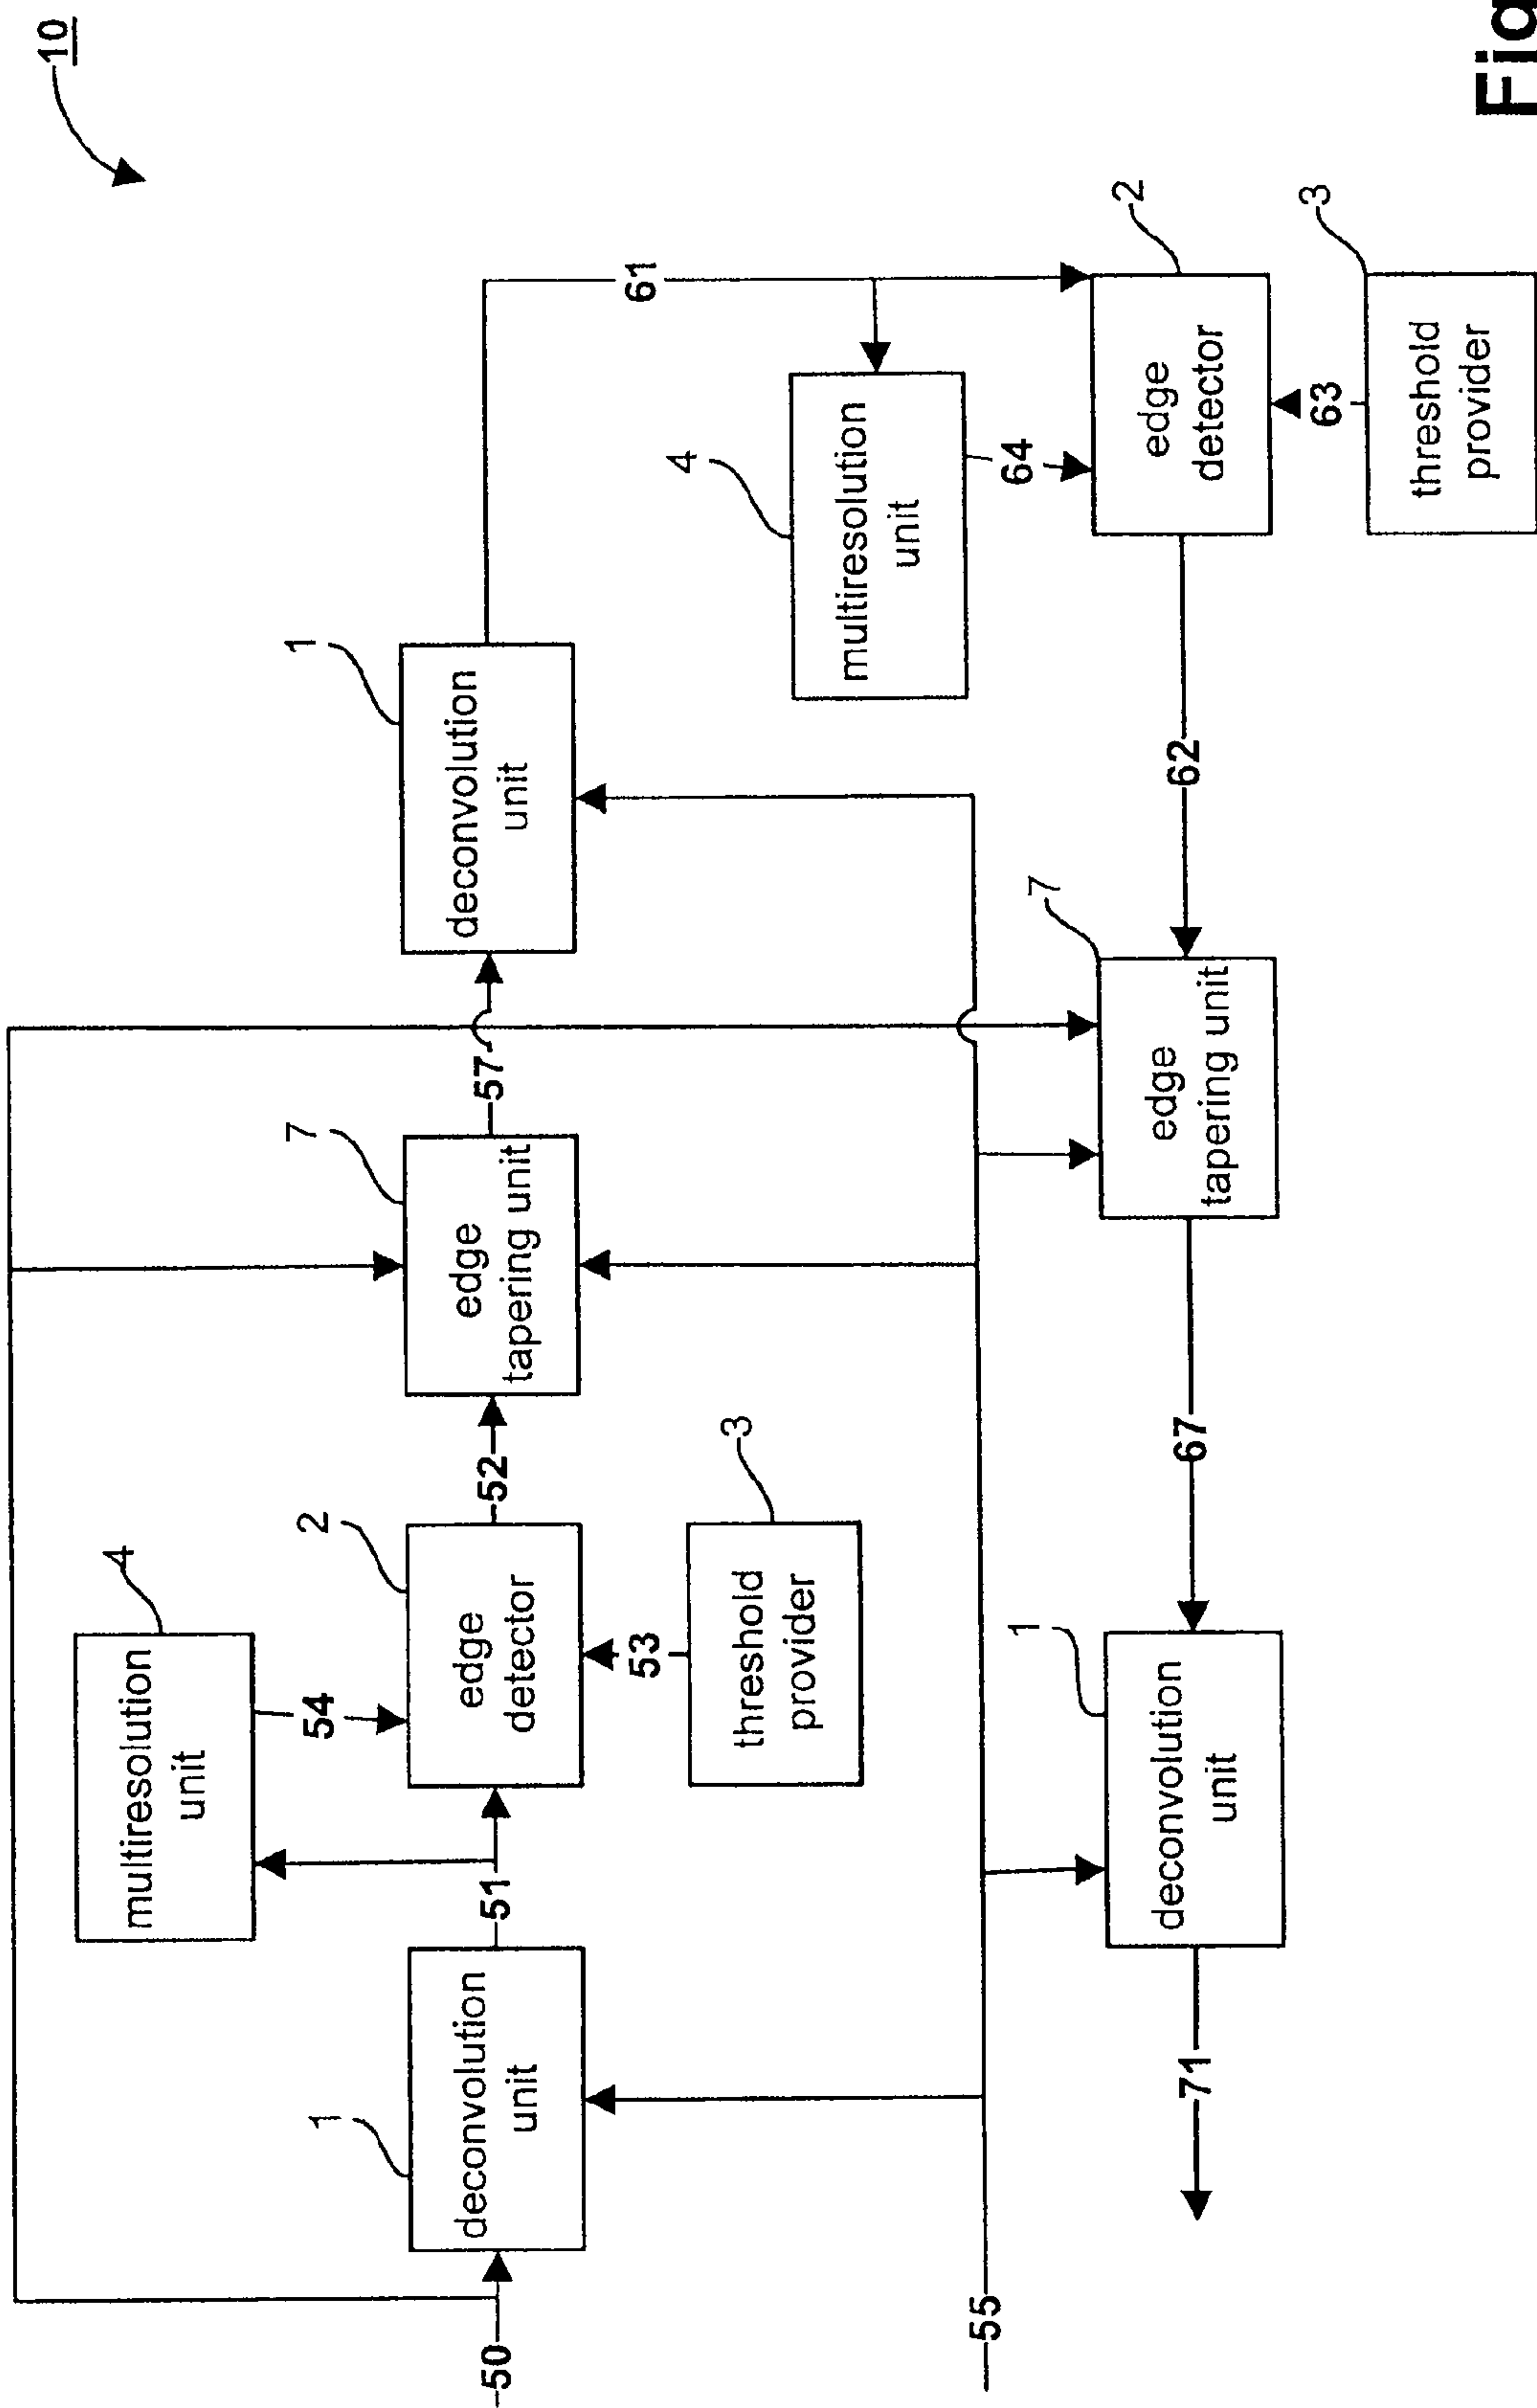 10
4
multiresolution
unit
54
1
deconvolution
unit
50
51
2
edge
detector
52
7
edge
tapering unit
57
1
deconvolution
unit
61
53
3
threshold
provider
4
multiresolution
unit
64
55
1
deconvolution
unit
71
67
7
edge
tapering unit
62
2
edge
detector
63
3
threshold
provider